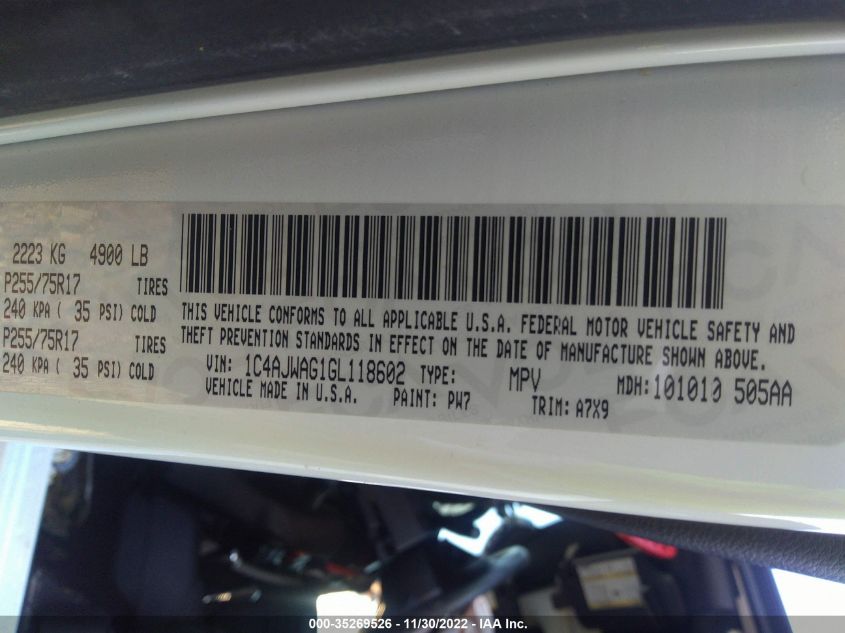 2223 KG 4900 LB
P255/75R17 TIRES
240 KPA ( 35 PSI) COLD
P255/75R17 TIRES
240 KPA ( 35 PSI) COLD
THIS VEHICLE CONFORMS TO ALL APPLICABLE U.S.A. FEDERAL MOTOR VEHICLE SAFETY AND
THEFT PREVENTION STANDARDS IN EFFECT ON THE DATE OF MANUFACTURE SHOWN ABOVE.
VIN: 1C4AJWAG1GL118602 TYPE: MPV MDH:101010 505AA
VEHICLE MADE IN U.S.A. PAINT: PW7 TRIM: A7X9
000-35269526 - 11/30/2022 - IAA Inc.